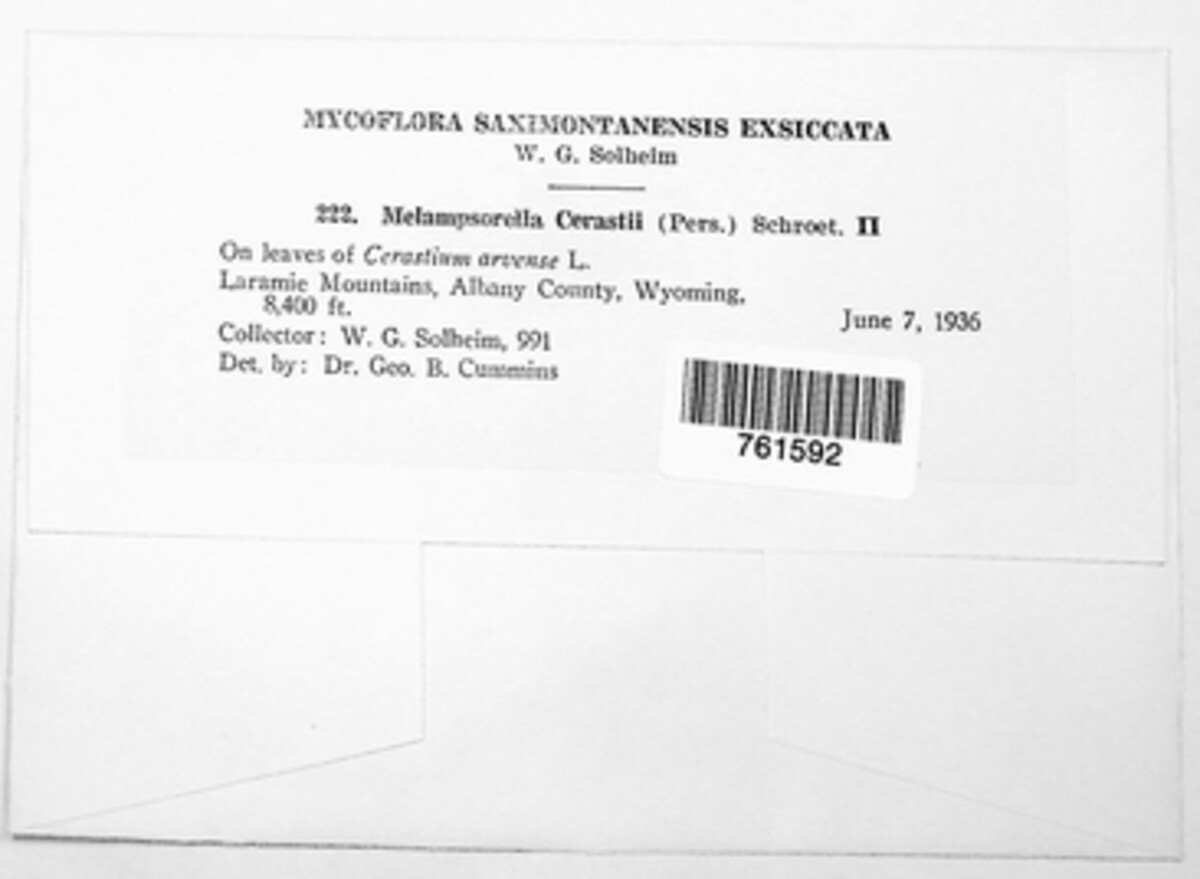 MYCOFLORA SAXIMONTANENSIS EXSICCATA
W. G. Solheim
222. Melampsorella Cerastii (Pers.) Schroet. II
On leaves of Cerastium arvense L.
Laramie Mountains, Albany County, Wyoming,
8,400 ft.
June 7, 1936
Collector: W. G. Solheim, 991
Det. by: Dr. Geo. B. Cummins
761592